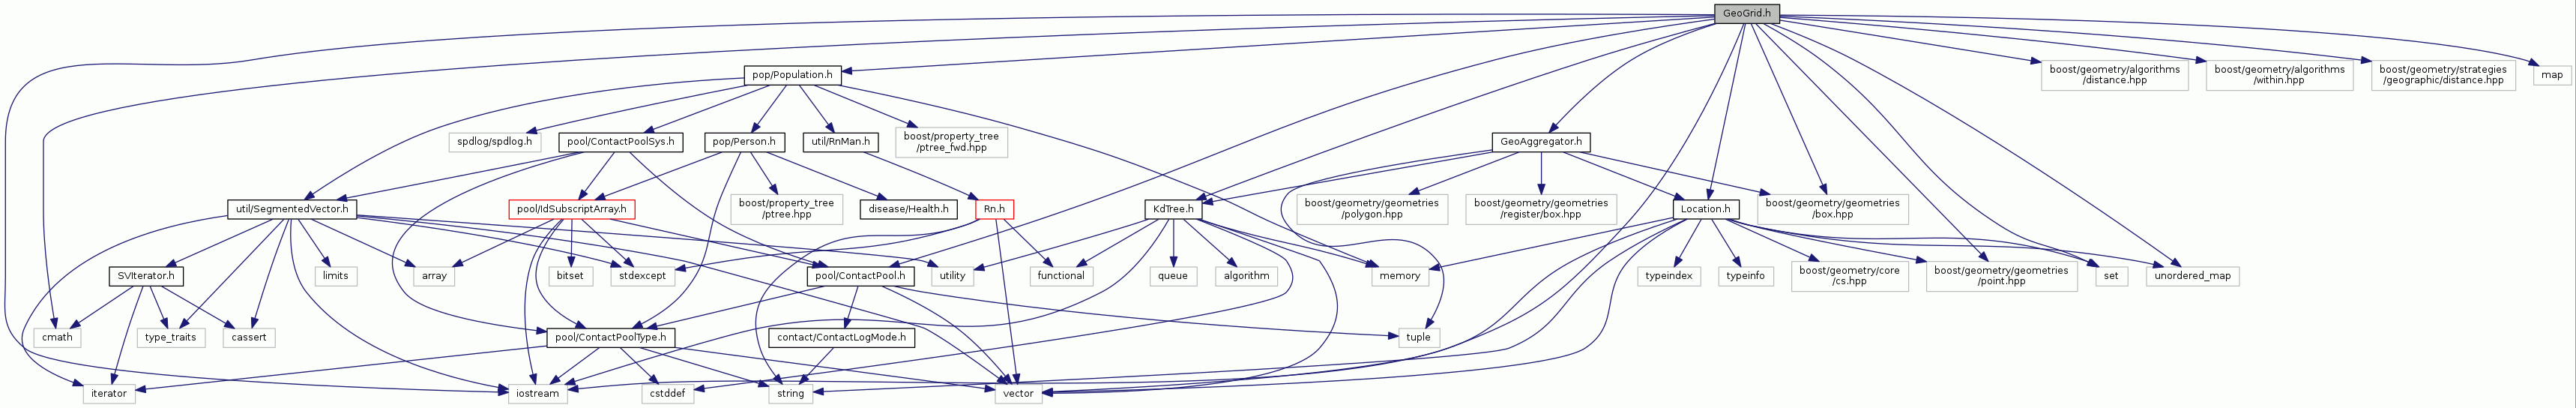 GeoGrid.h
pop/Population.h
boost/geometry/algorithms
/distance.hpp
boost/geometry/algorithms
/within.hpp
boost/geometry/strategies
/geographic/distance.hpp
map
spdlog/spdlog.h
pool/ContactPoolSys.h
pop/Person.h
util/RnMan.h
boost/property_tree
/ptree_fwd.hpp
GeoAggregator.h
util/SegmentedVector.h
pool/IdSubscriptArray.h
boost/property_tree
/ptree.hpp
disease/Health.h
Rn.h
KdTree.h
boost/geometry/geometries
/polygon.hpp
boost/geometry/geometries
/register/box.hpp
Location.h
boost/geometry/geometries
/box.hpp
SVIterator.h
limits
array
bitset
stdexcept
pool/ContactPool.h
utility
functional
queue
algorithm
memory
typeindex
typeinfo
boost/geometry/core
/cs.hpp
boost/geometry/geometries
/point.hpp
set
unordered_map
cmath
type_traits
cassert
pool/ContactPoolType.h
contact/ContactLogMode.h
tuple
iterator
iostream
cstddef
string
vector